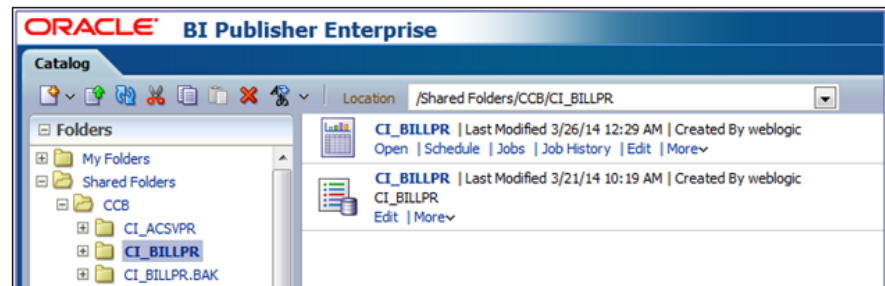 ORACLE BI Publisher Enterprise
Catalog
Location /Shared Folders/CCB/CI_BILLPR
Folders
My Folders
Shared Folders
CCB
CI_ACSVPR
CI_BILLPR
CI_BILLPR.BAK
CI_BILLPR | Last Modified 3/26/14 12:29 AM | Created By weblogic
Open | Schedule | Jobs | Job History | Edit | More
CI_BILLPR | Last Modified 3/21/14 10:19 AM | Created By weblogic
CI_BILLPR
Edit | More